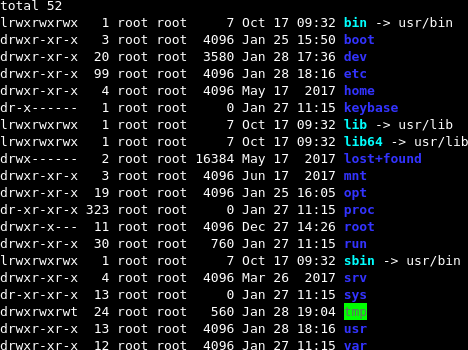 total 52
lrwxrwxrwx   1 root root     7 Oct 17 09:32 bin -> usr/bin
drwxr-xr-x   3 root root  4096 Jan 25 15:50 boot
drwxr-xr-x  20 root root  3580 Jan 28 17:36 dev
drwxr-xr-x  99 root root  4096 Jan 28 18:16 etc
drwxr-xr-x   4 root root  4096 May 17  2017 home
dr-x------   1 root root     0 Jan 27 11:15 keybase
lrwxrwxrwx   1 root root     7 Oct 17 09:32 lib -> usr/lib
lrwxrwxrwx   1 root root     7 Oct 17 09:32 lib64 -> usr/lib
drwx------   2 root root 16384 May 17  2017 lost+found
drwxr-xr-x   3 root root  4096 Jun 17  2017 mnt
drwxr-xr-x  19 root root  4096 Jan 25 16:05 opt
dr-xr-xr-x 323 root root     0 Jan 27 11:15 proc
drwxr-x---  11 root root  4096 Dec 27 14:26 root
drwxr-xr-x  30 root root   760 Jan 27 11:15 run
lrwxrwxrwx   1 root root     7 Oct 17 09:32 sbin -> usr/bin
drwxr-xr-x   4 root root  4096 Mar 26  2017 srv
dr-xr-xr-x  13 root root     0 Jan 27 11:15 sys
drwxrwxrwt  24 root root   560 Jan 28 19:04 tmp
drwxr-xr-x  13 root root  4096 Jan 28 18:16 usr
drwxr-xr-x  12 root root  4096 Jan 27 11:15 var